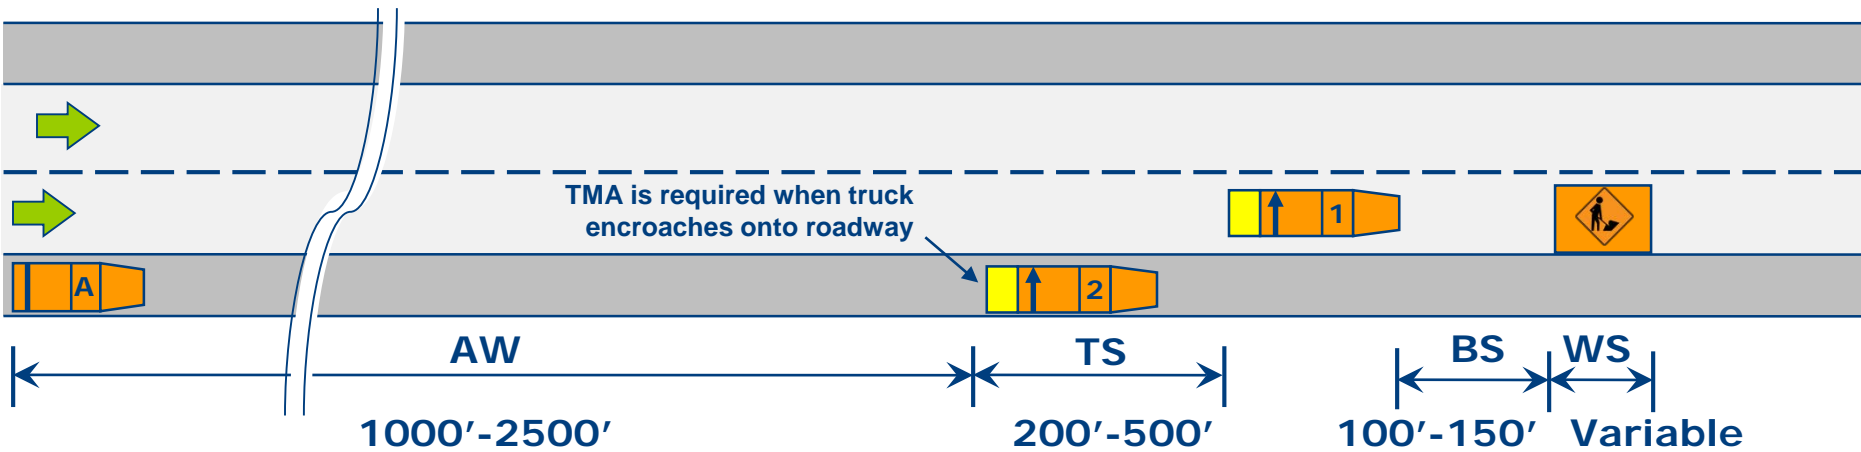 TMA is required when truck
encroaches onto roadway
1
A
2
AW
TS
BS
WS
1000'-2500'
200'-500'
100'-150'
Variable